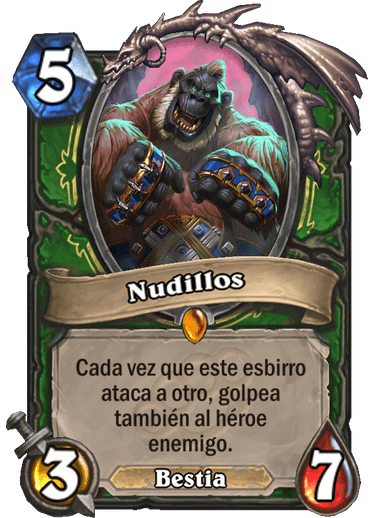 5
Nudillos
Cada vez que este esbirro
ataca a otro, golpea
también al héroe
enemigo.
3
Bestia
7